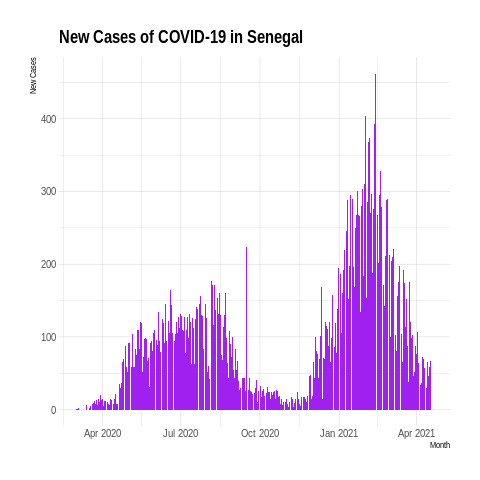 New Cases of COVID-19 in Senegal
New Cases
400
300
200
100
0
Apr 2020 Jul 2020 Oct 2020 Jan 2021 Apr 2021
Month